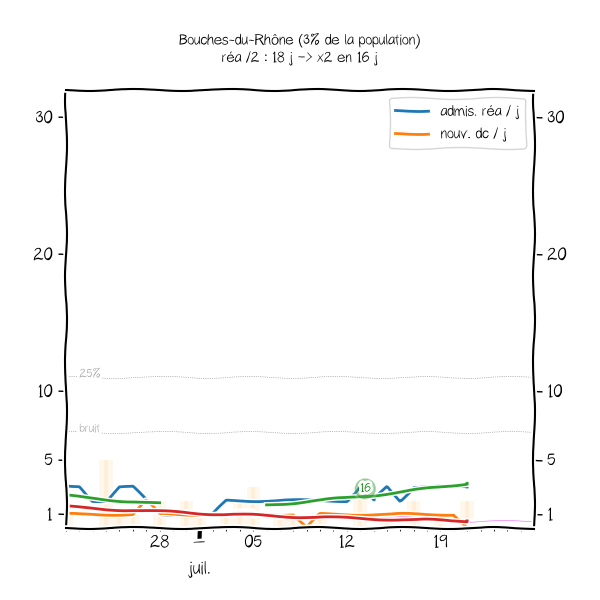 Bouches-du-Rhône (3% de la population)
réa /2 : 18 j -> x2 en 16 j
admis. réa / j
nouv. dc / j
30
30
20
20
25%
10
10
bruit
5
5
16
1
1
28
1
05
12
19
juil.